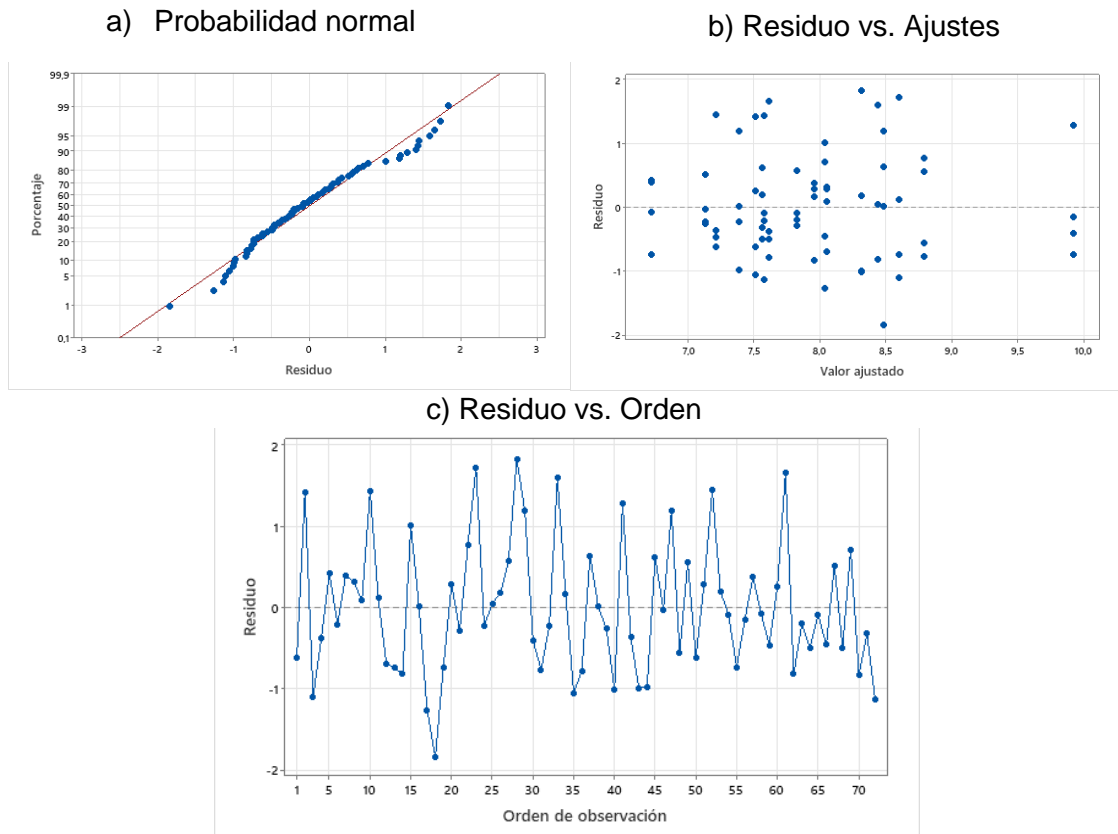 a) Probabilidad normal
b) Residuo vs. Ajustes
99,9
99
95
90
80
70
60
50
40
30
20
10
5
1
0,1
Porcentaje
-3 -2 -1 0 1 2 3
Residuo
2
1
0
-1
-2
Residuo
7,0 7,5 8,0 8,5 9,0 9,5 10,0
Valor ajustado
c) Residuo vs. Orden
2
1
0
-1
-2
Residuo
1 5 10 15 20 25 30 35 40 45 50 55 60 65 70
Orden de observación